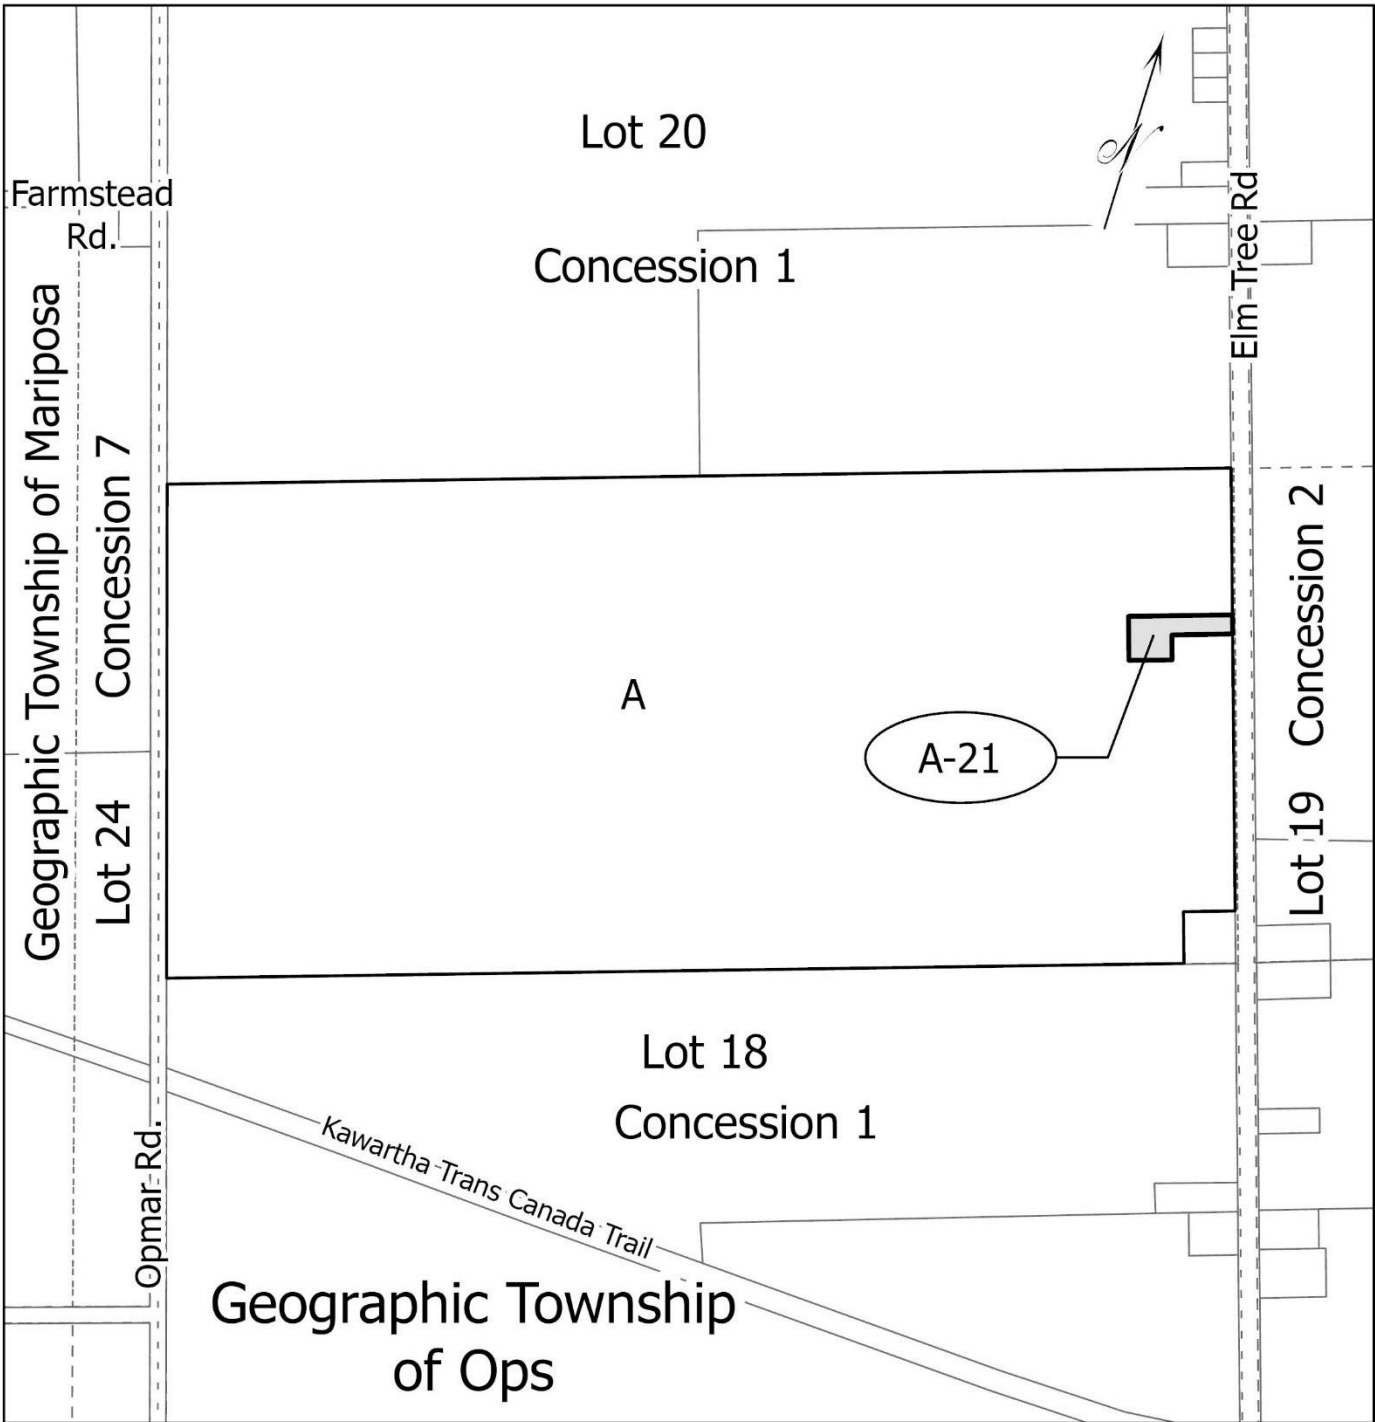 Lot 20
Farmstead
Rd.
Elm Tree Rd
Concession 1
Geographic Township of Mariposa
Concession 7
Lot 24
A
A-21
Concession 2
Lot 19
Lot 18
Concession 1
Opmar Rd.
Kawartha Trans Canada Trail
Geographic Township
of Ops
N